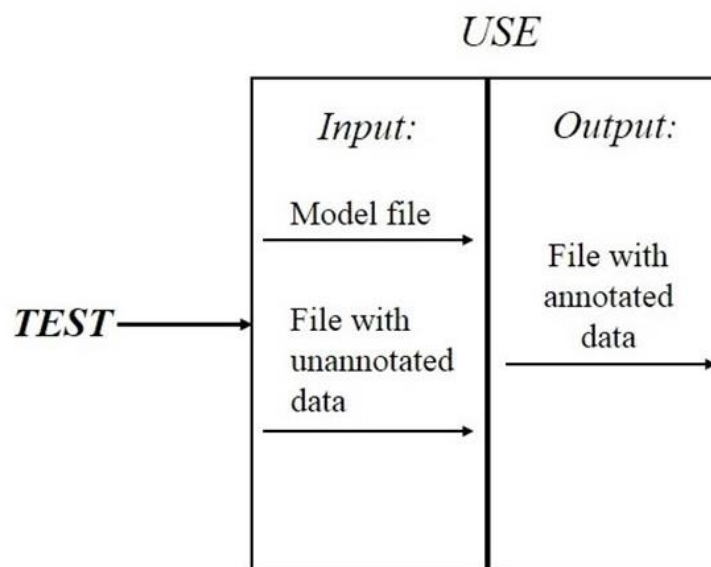 USE
Input:
Output:
Model file
File with
annotated
data
TEST
File with
unannotated
data